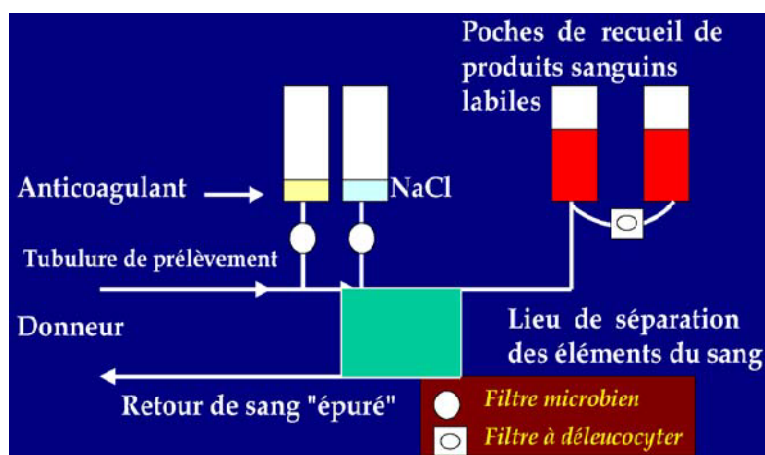 Poches de recueil de
produits sanguins
labiles
Anticoagulant
NaCl
Tubulure de prélèvement
Donneur
Lieu de séparation
des éléments du sang
Retour de sang "épuré"
Filtre microbien
Filtre à déleucocyter